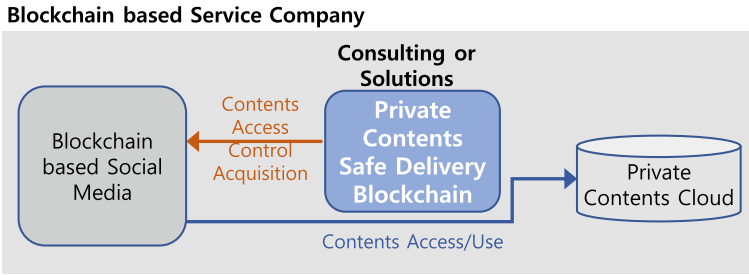 Blockchain based Service Company
Consulting or
Solutions
Contents
Access
Control
Acquisition
Private
Contents
Safe Delivery
Blockchain
Blockchain
based Social
Media
Private
Contents Cloud
Contents Access/Use